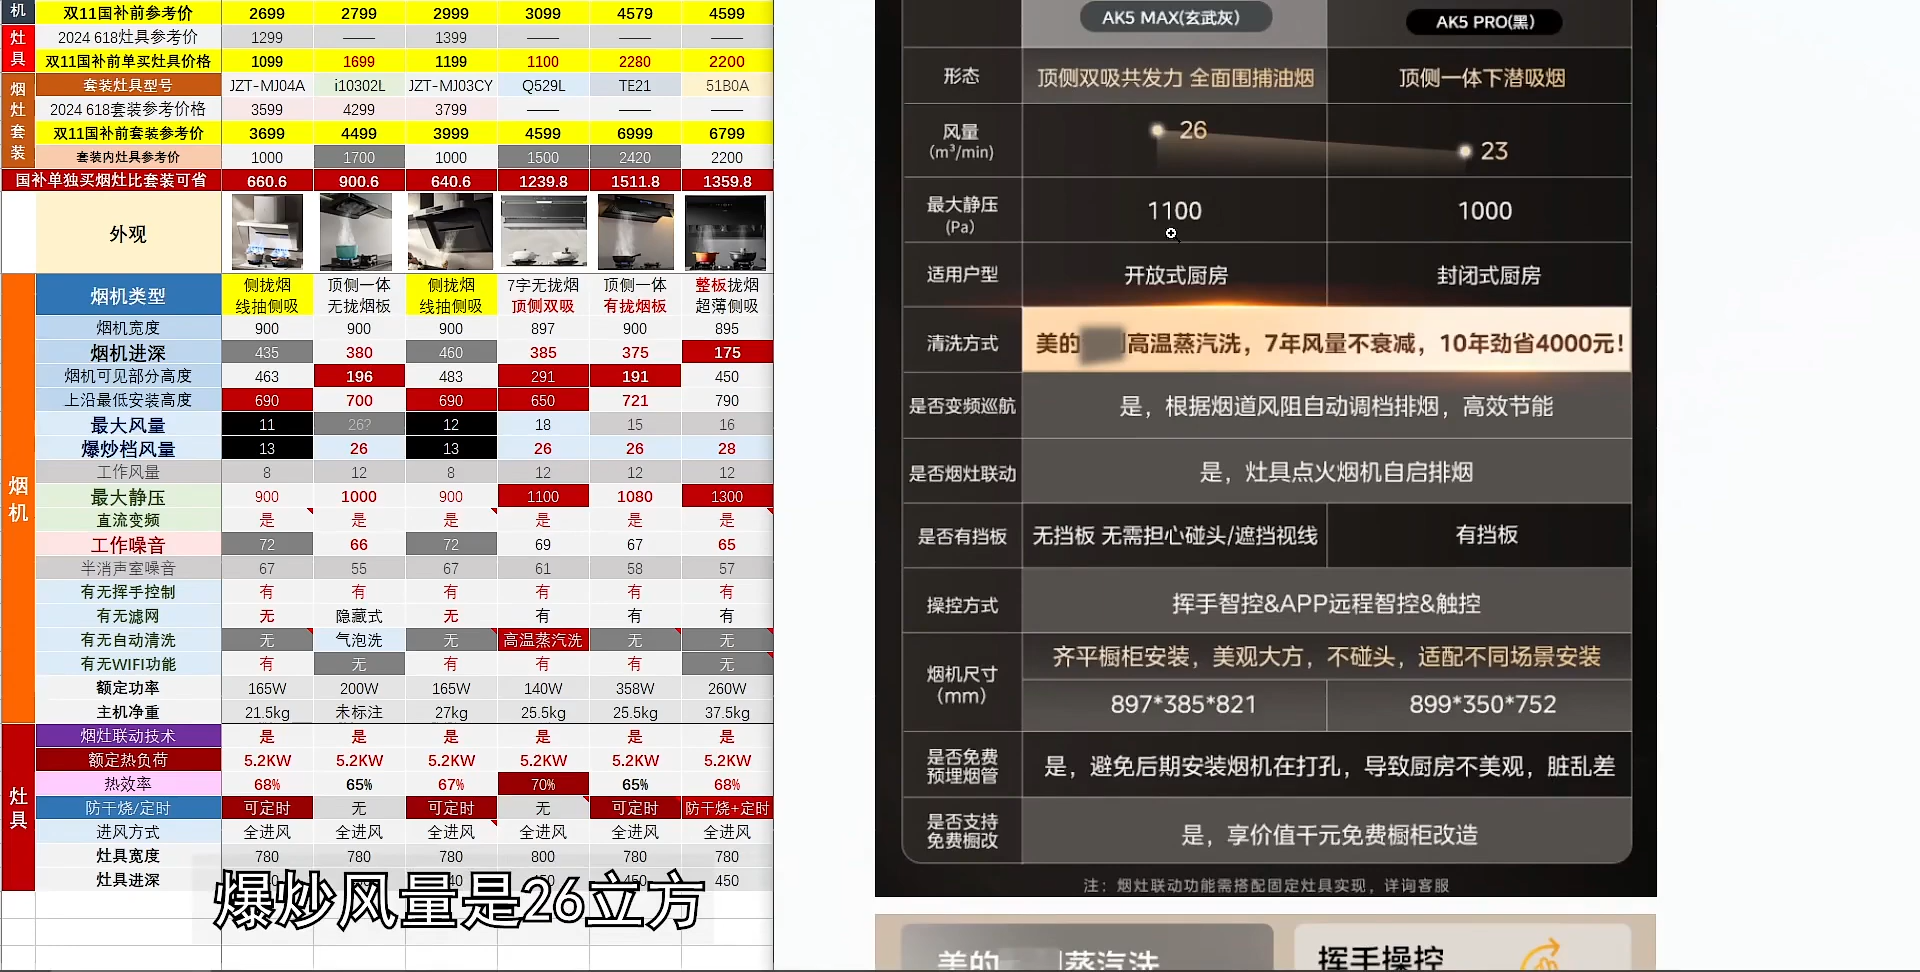 机 双11国补前参考价 2699 2799 2999 3099 4579 4599
灶具
2024 618灶具参考价 1299 —— 1399 —— —— ——
双11国补前单买灶具价格 1099 1699 1199 1100 2280 2200
烟灶套装
套装灶具型号 JZT-MJ04A i10302L JZT-MJ03CY Q529L TE21 51B0A
2024 618套装参考价格 3599 4299 3799 —— —— ——
双11国补前套装参考价 3699 4499 3999 4599 6999 6799
套装内灶具参考价 1000 1700 1000 1500 2420 2200
国补单独买烟灶比套装可省 660.6 900.6 640.6 1239.8 1511.8 1359.8
外观
烟机
烟机类型 侧拢烟 顶侧一体 侧拢烟 7字无拢烟 顶侧一体 整板拢烟
线抽侧吸 无拢烟板 线抽侧吸 顶侧双吸 有拢烟板 超薄侧吸
烟机宽度 900 900 900 897 900 895
烟机进深 435 380 460 385 375 175
烟机可见部分高度 463 196 483 291 191 450
上沿最低安装高度 690 700 690 650 721 790
最大风量 11 26? 12 18 15 16
爆炒档风量 13 26 13 26 26 28
工作风量 8 12 8 12 12 12
最大静压 900 1000 900 1100 1080 1300
直流变频 是 是 是 是 是 是
工作噪音 72 66 72 69 67 65
半消声室噪音 67 55 67 61 58 57
有无挥手控制 有 有 有 有 有 有
有无滤网 无 隐藏式 无 有 有 有
有无自动清洗 无 气泡洗 无 高温蒸汽洗 无 无
有无WIFI功能 有 无 有 有 有 无
额定功率 165W 200W 165W 140W 358W 260W
主机净重 21.5kg 未标注 27kg 25.5kg 25.5kg 37.5kg
灶具
烟灶联动技术 是 是 是 是 是 是
额定热负荷 5.2KW 5.2KW 5.2KW 5.2KW 5.2KW 5.2KW
热效率 68% 65% 67% 70% 65% 68%
防干烧/定时 可定时 无 可定时 无 可定时 防干烧+定时
进风方式 全进风 全进风 全进风 全进风 全进风 全进风
灶具宽度 780 780 780 800 780 780
灶具进深 450
爆炒风量是26立方
AK5 MAX(玄武灰) AK5 PRO(黑)
形态 顶侧双吸共发力 全面围捕油烟 顶侧一体下潜吸烟
风量 26 23
(m³/min)
最大静压 1100 1000
(Pa)
适用户型 开放式厨房 封闭式厨房
清洗方式 美的 高温蒸汽洗，7年风量不衰减，10年劲省4000元！
是否变频巡航 是，根据烟道风阻自动调档排烟，高效节能
是否烟灶联动 是，灶具点火烟机自启排烟
是否有挡板 无挡板 无需担心碰头/遮挡视线 有挡板
操控方式 挥手智控&APP远程智控&触控
烟机尺寸 齐平橱柜安装，美观大方，不碰头，适配不同场景安装
（mm） 897*385*821 899*350*752
是否免费
预埋烟管 是，避免后期安装烟机在打孔，导致厨房不美观，脏乱差
是否支持
免费橱改 是，享价值千元免费橱柜改造
注：烟灶联动功能需搭配固定灶具实现，详询客服
美的 蒸汽洗 挥手操控